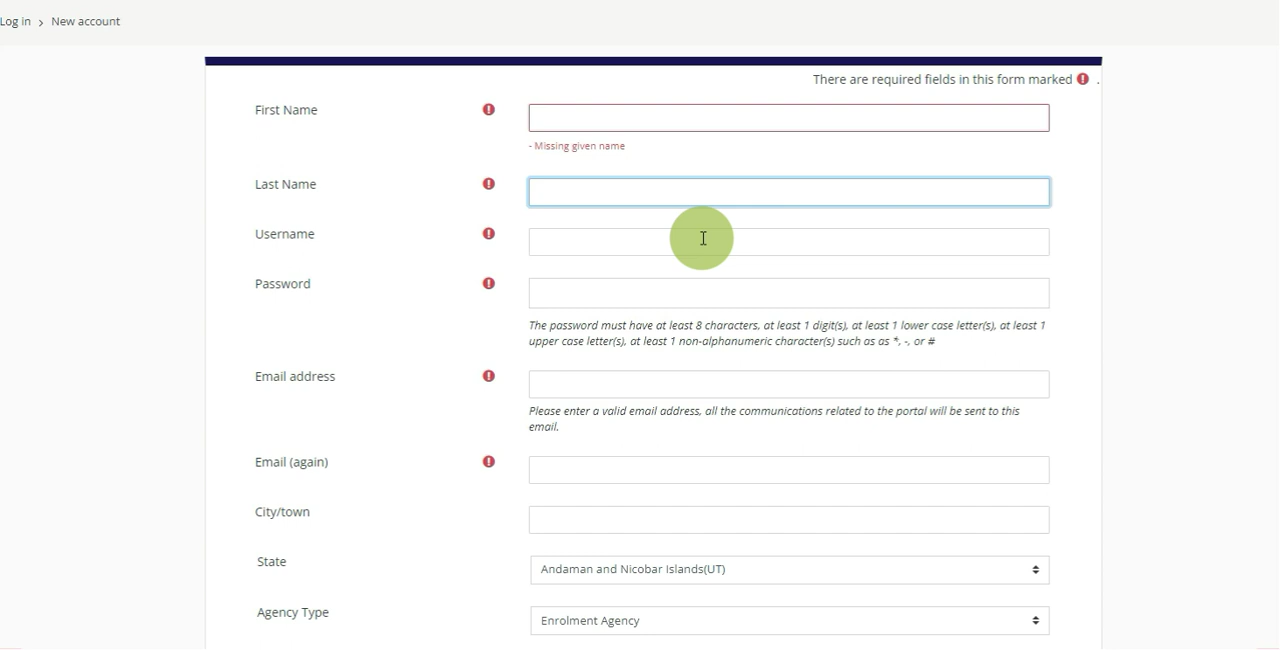 Log in > New account
There are required fields in this form marked .
First Name
- Missing given name
Last Name
Username
Password
The password must have at least 8 characters, at least 1 digit(s), at least 1 lower case letter(s), at least 1
upper case letter(s), at least 1 non-alphanumeric character(s) such as as *, -, or #
Email address
Please enter a valid email address, all the communications related to the portal will be sent to this
email.
Email (again)
City/town
State
Andaman and Nicobar Islands(UT)
Agency Type
Enrolment Agency